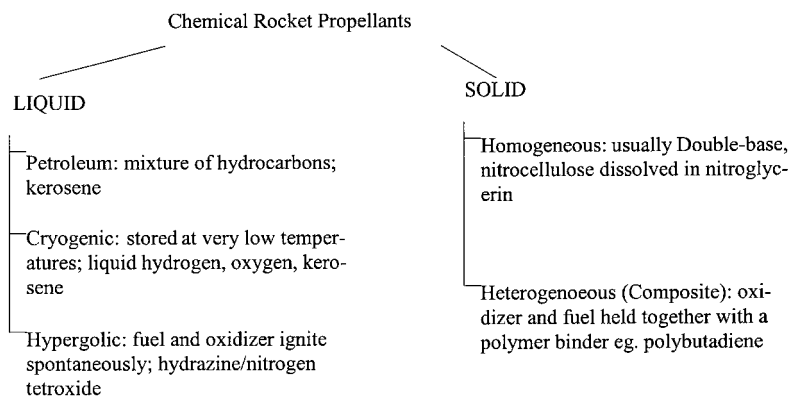 Chemical Rocket Propellants
LIQUID
Petroleum: mixture of hydrocarbons;
kerosene
Cryogenic: stored at very low temper-
atures; liquid hydrogen, oxygen, kero-
sene
Hypergolic: fuel and oxidizer ignite
spontaneously; hydrazine/nitrogen
tetroxide
SOLID
Homogeneous: usually Double-base,
nitrocellulose dissolved in nitroglyc-
erin
Heterogenoeous (Composite): oxi-
dizer and fuel held together with a
polymer binder eg. polybutadiene